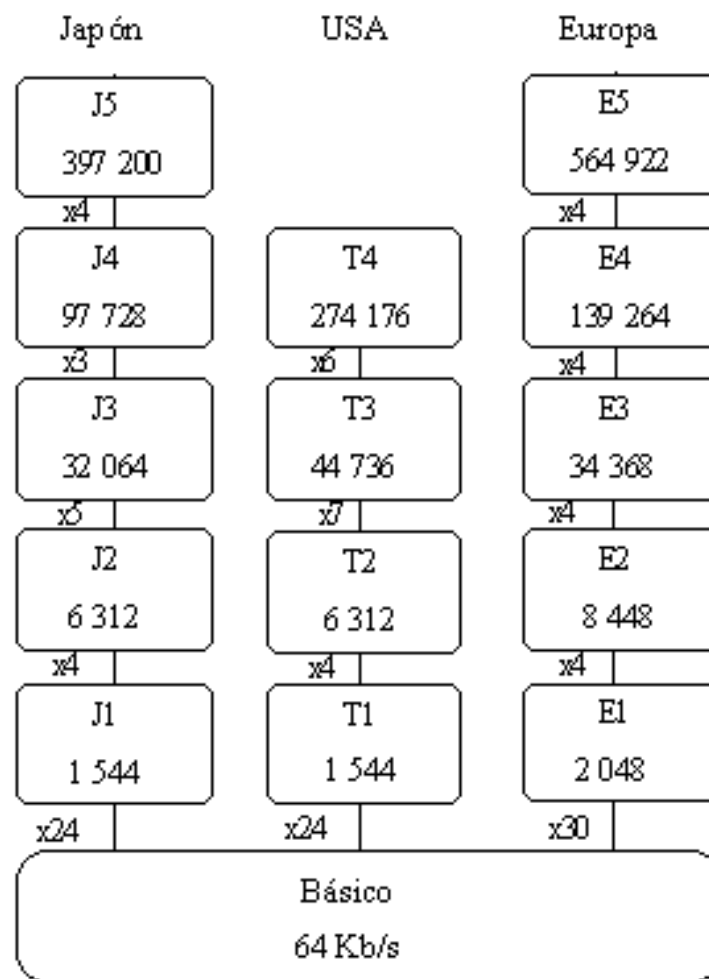 Japón USA Europa
J5 E5
397 200 564 922
x4 x4
J4 T4 E4
97 728 274 176 139 264
x3 x6 x4
J3 T3 E3
32 064 44 736 34 368
x5 x7 x4
J2 T2 E2
6 312 6 312 8 448
x4 x4 x4
J1 T1 E1
1 544 1 544 2 048
x24 x24 x30
Básico
64 Kb/s